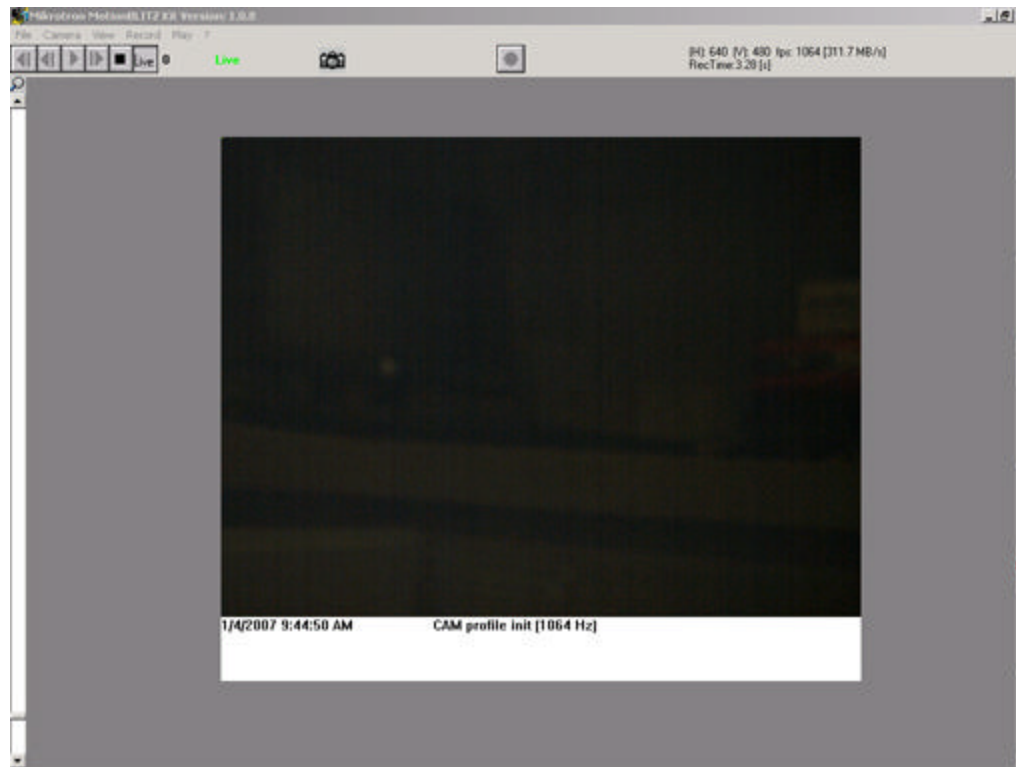 Mikrotron MotionBLITZ Kit Version: 1.0.0
File Camera View Record Play ?
Live 0 Live
(H): 640 (V): 480 fps: 1064 [311.7 MB/s]
RecTime:3.28 [s]
1/4/2007 9:44:50 AM CAM profile init [1064 Hz]